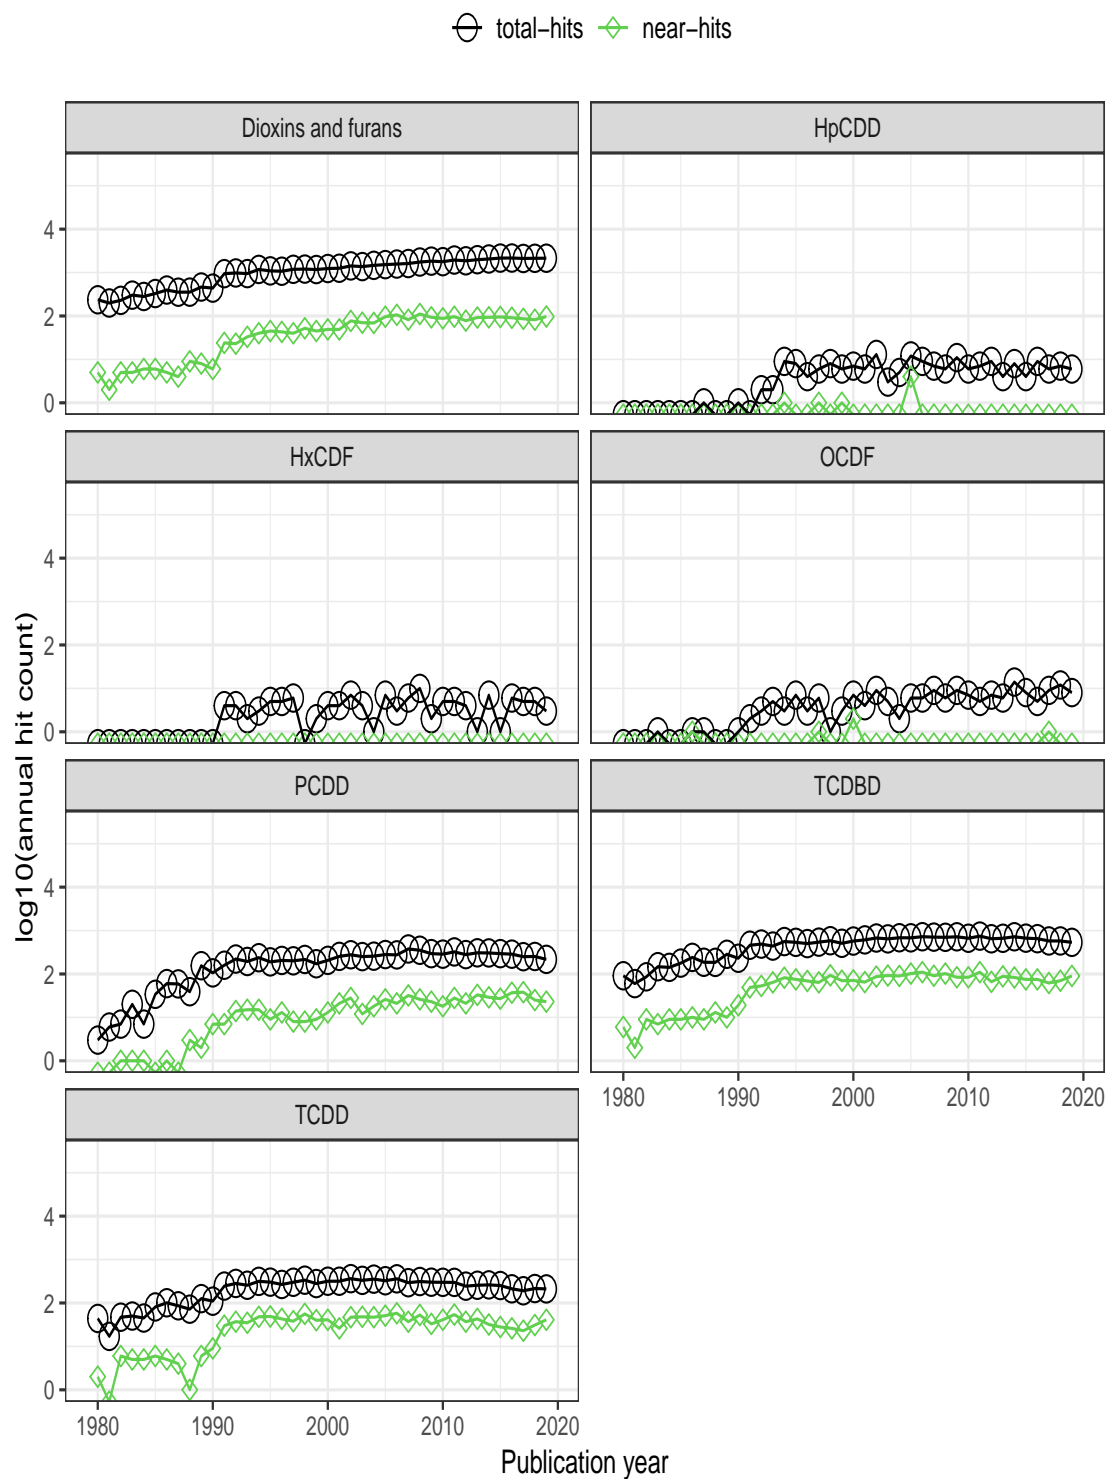 total−hits near−hits
Dioxins and furans
HpCDD
4
2
0
HxCDF
OCDF
4
2
0
log10(annual hit count)
PCDD
TCDBD
4
2
0
1980 1990 2000 2010 2020
TCDD
4
2
0
1980 1990 2000 2010 2020
Publication year